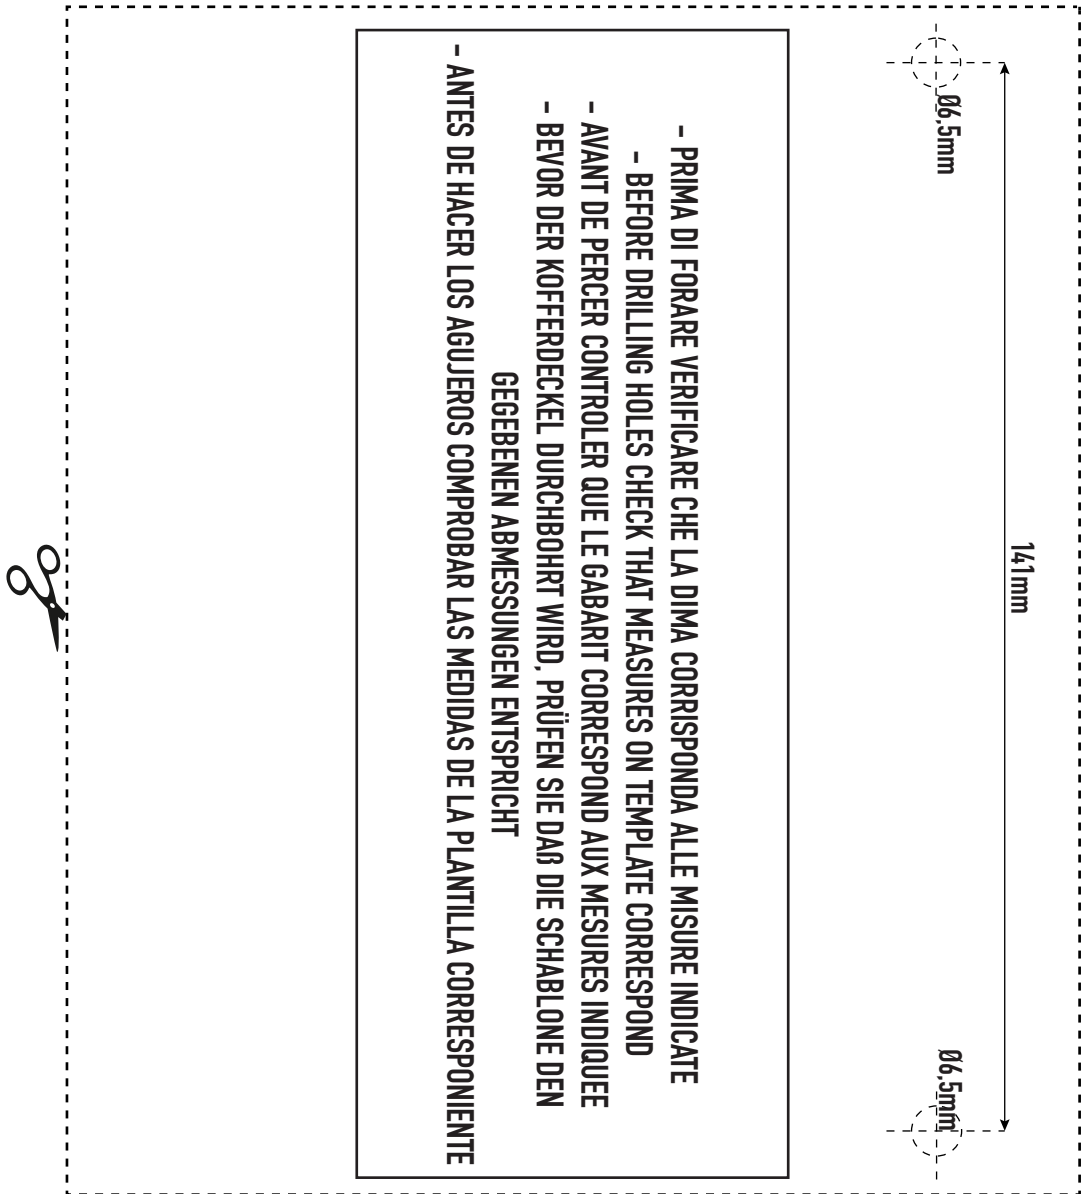 Ø6,5mm
141mm
Ø6,5mm
- PRIMA DI FORARE VERIFICARE CHE LA DIMA CORRISPONDA ALLE MISURE INDICATE
- BEFORE DRILLING HOLES CHECK THAT MEASURES ON TEMPLATE CORRESPOND
- AVANT DE PERCER CONTROLER QUE LE GABARIT CORRESPOND AUX MESURES INDIQUEE
- BEVOR DER KOFFERDECKEL DURCHBOHRT WIRD, PRÜFEN SIE DAß DIE SCHABLONE DEN
GEGEBENEN ABMESSUNGEN ENTSPRICHT
- ANTES DE HACER LOS AGUJEROS COMPROBAR LAS MEDIDAS DE LA PLANTILLA CORRESPONIENTE